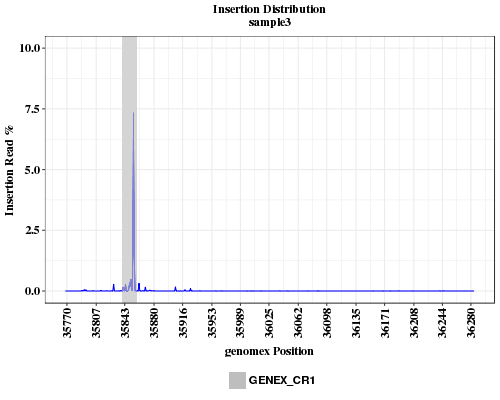 Insertion Distribution
sample3
10.0
7.5
5.0
2.5
0.0
Insertion Read %
35770 35807 35843 35880 35916 35953 35989 36025 36062 36098 36135 36171 36208 36244 36280
genomex Position
GENEX_CR1